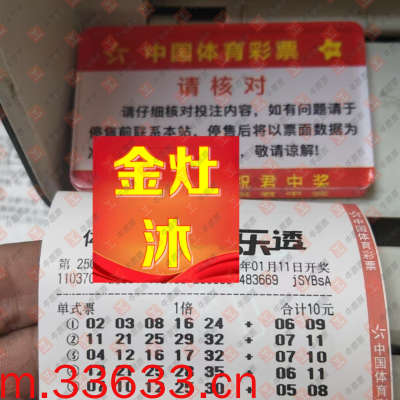 中国体育彩票
请核对
请仔细核对投注内容,如有问题请于
停售前联系本站,停售后将以票面数据为
敬请谅解!
祝君中奖
金灶
沐
乐透
第 250 年01月11日开奖
110370 483669 jSYBsA
单式票 1倍 合计10元
① 02 03 08 16 24 + 06 09
② 11 21 25 29 32 + 07 11
③ 04 12 16 17 32 + 07 10
35 + 06 11
+ 05 08
m.33633.cn
中国体育彩票
中国体育